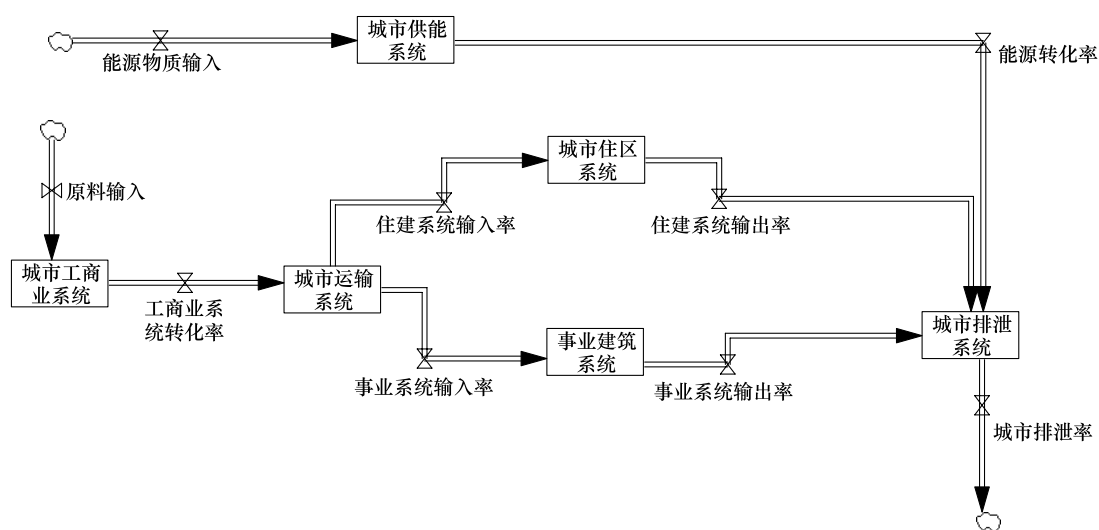 城市供能
系统
能源物质输入
能源转化率
原料输入
城市住区
系统
住建系统输入率
住建系统输出率
城市工商
业系统
工商业系
统转化率
城市运输
系统
事业建筑
系统
事业系统输入率
事业系统输出率
城市排泄
系统
城市排泄率